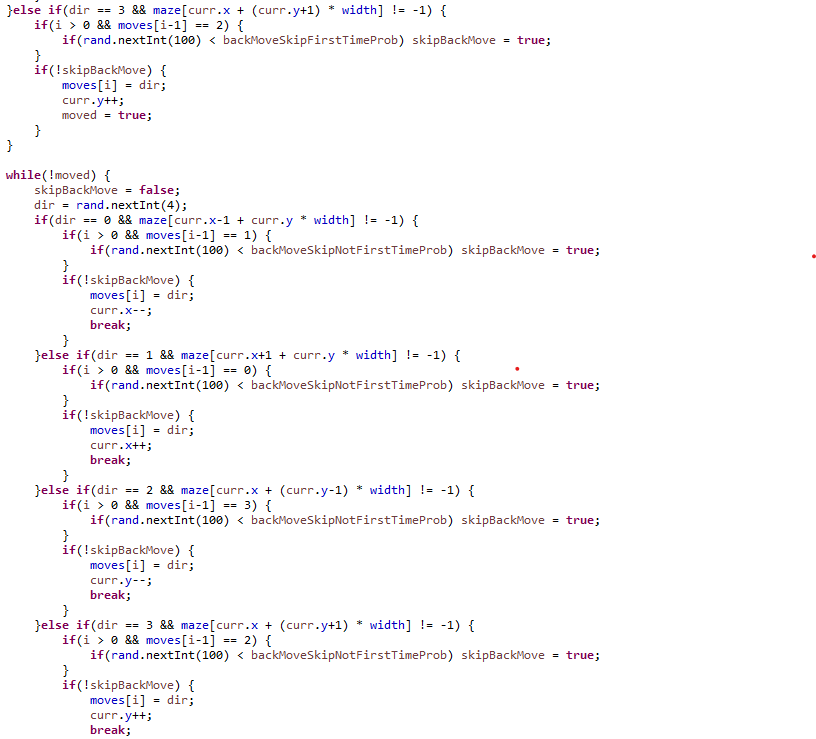 }else if(dir == 3 && maze[curr.x + (curr.y+1) * width] != -1) {
    if(i > 0 && moves[i-1] == 2) {
        if(rand.nextInt(100) < backMoveSkipFirstTimeProb) skipBackMove = true;
    }
    if(!skipBackMove) {
        moves[i] = dir;
        curr.y++;
        moved = true;
    }
}

while(!moved) {
    skipBackMove = false;
    dir = rand.nextInt(4);
    if(dir == 0 && maze[curr.x-1 + curr.y * width] != -1) {
        if(i > 0 && moves[i-1] == 1) {
            if(rand.nextInt(100) < backMoveSkipNotFirstTimeProb) skipBackMove = true;
        }
        if(!skipBackMove) {
            moves[i] = dir;
            curr.x--;
            break;
        }
    }else if(dir == 1 && maze[curr.x+1 + curr.y * width] != -1) {
        if(i > 0 && moves[i-1] == 0) {
            if(rand.nextInt(100) < backMoveSkipNotFirstTimeProb) skipBackMove = true;
        }
        if(!skipBackMove) {
            moves[i] = dir;
            curr.x++;
            break;
        }
    }else if(dir == 2 && maze[curr.x + (curr.y-1) * width] != -1) {
        if(i > 0 && moves[i-1] == 3) {
            if(rand.nextInt(100) < backMoveSkipNotFirstTimeProb) skipBackMove = true;
        }
        if(!skipBackMove) {
            moves[i] = dir;
            curr.y--;
            break;
        }
    }else if(dir == 3 && maze[curr.x + (curr.y+1) * width] != -1) {
        if(i > 0 && moves[i-1] == 2) {
            if(rand.nextInt(100) < backMoveSkipNotFirstTimeProb) skipBackMove = true;
        }
        if(!skipBackMove) {
            moves[i] = dir;
            curr.y++;
            break;